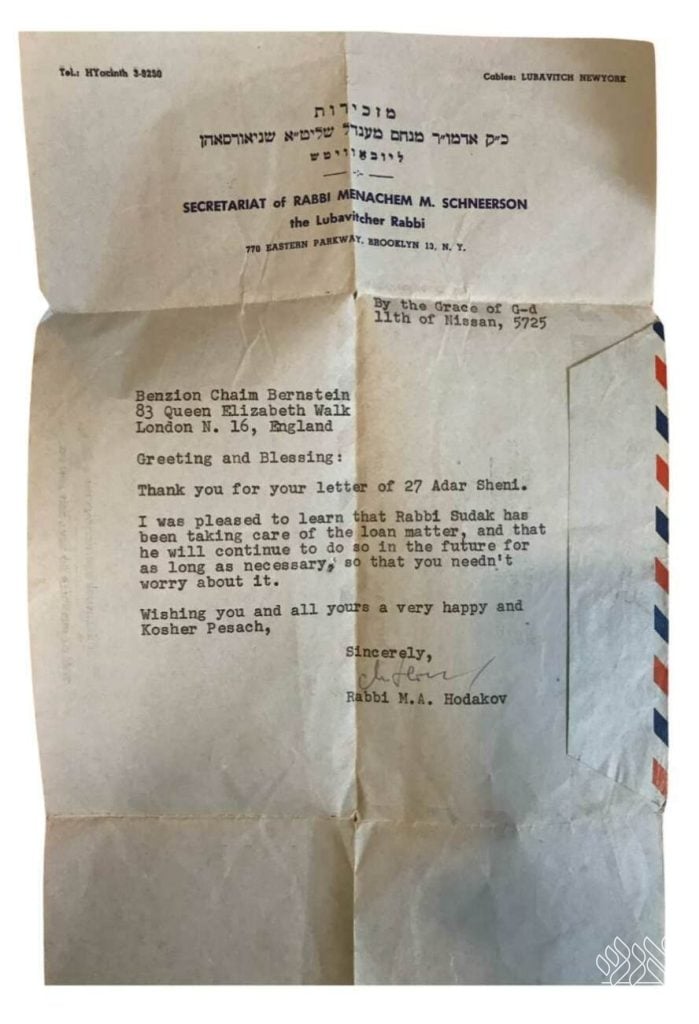 Tel.: HYacinth 3-9250
Cables: LUBAVITCH NEWYORK
מזכירות
כ״ק אדמו״ר מנחם מענדל שליט״א שניאורסאהן
ליובאוויטש
SECRETARIAT of RABBI MENACHEM M. SCHNEERSON
the Lubavitcher Rabbi
770 EASTERN PARKWAY, BROOKLYN 13, N. Y.
By the Grace of G-d
11th of Nissan, 5725
Benzion Chaim Bernstein
83 Queen Elizabeth Walk
London N. 16, England
Greeting and Blessing:
Thank you for your letter of 27 Adar Sheni.
I was pleased to learn that Rabbi Sudak has
been taking care of the loan matter, and that
he will continue to do so in the future for
as long as necessary, so that you needn't
worry about it.
Wishing you and all yours a very happy and
Kosher Pesach,
Sincerely,
Rabbi M.A. Hodakov